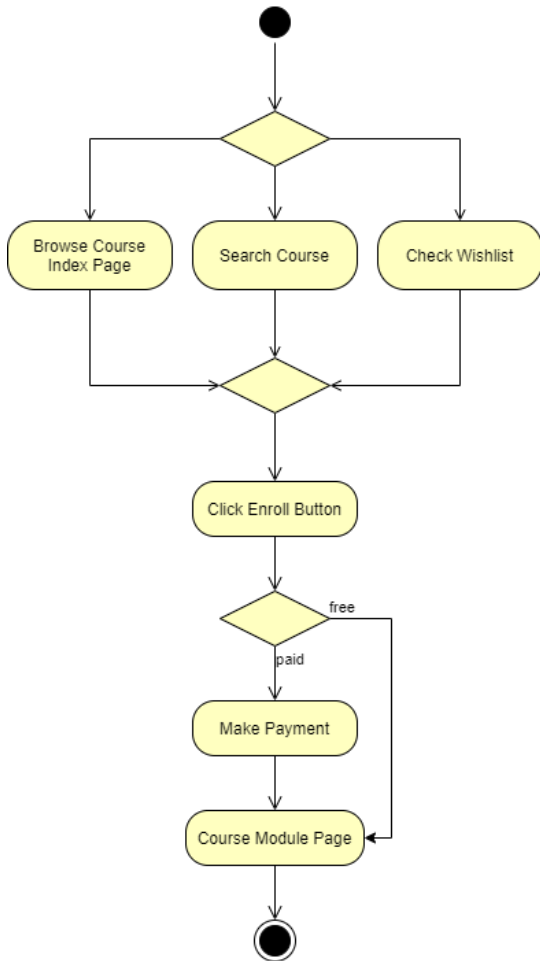 Browse Course
Index Page
Search Course
Check Wishlist
Click Enroll Button
free
paid
Make Payment
Course Module Page